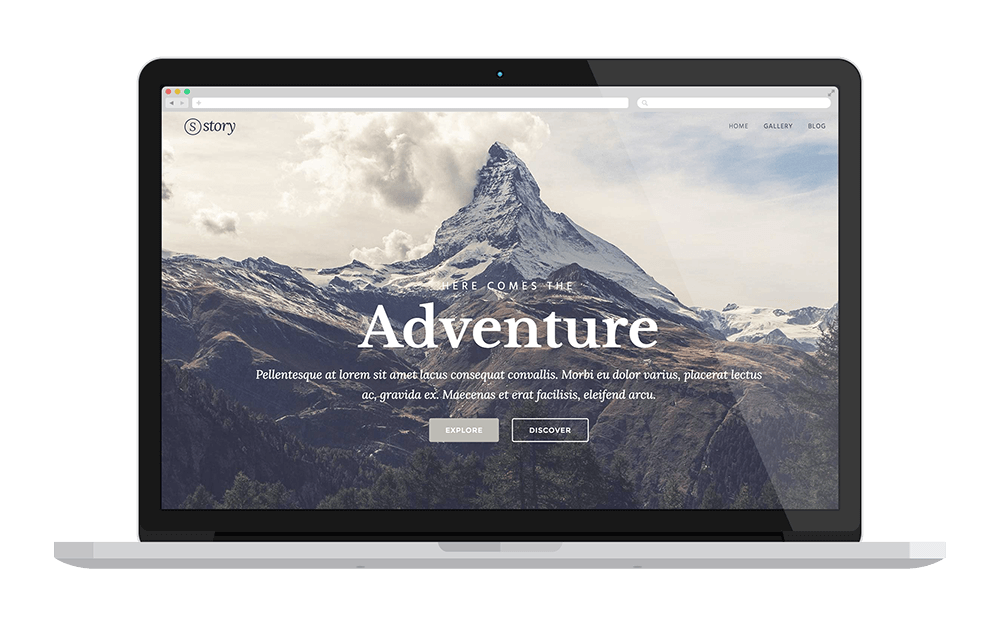 S story
HOME GALLERY BLOG
HERE COMES THE
Adventure
Pellentesque at lorem sit amet lacus consequat convallis. Morbi eu dolor varius, placerat lectus
ac, gravida ex. Maecenas et erat facilisis, eleifend arcu.
EXPLORE DISCOVER